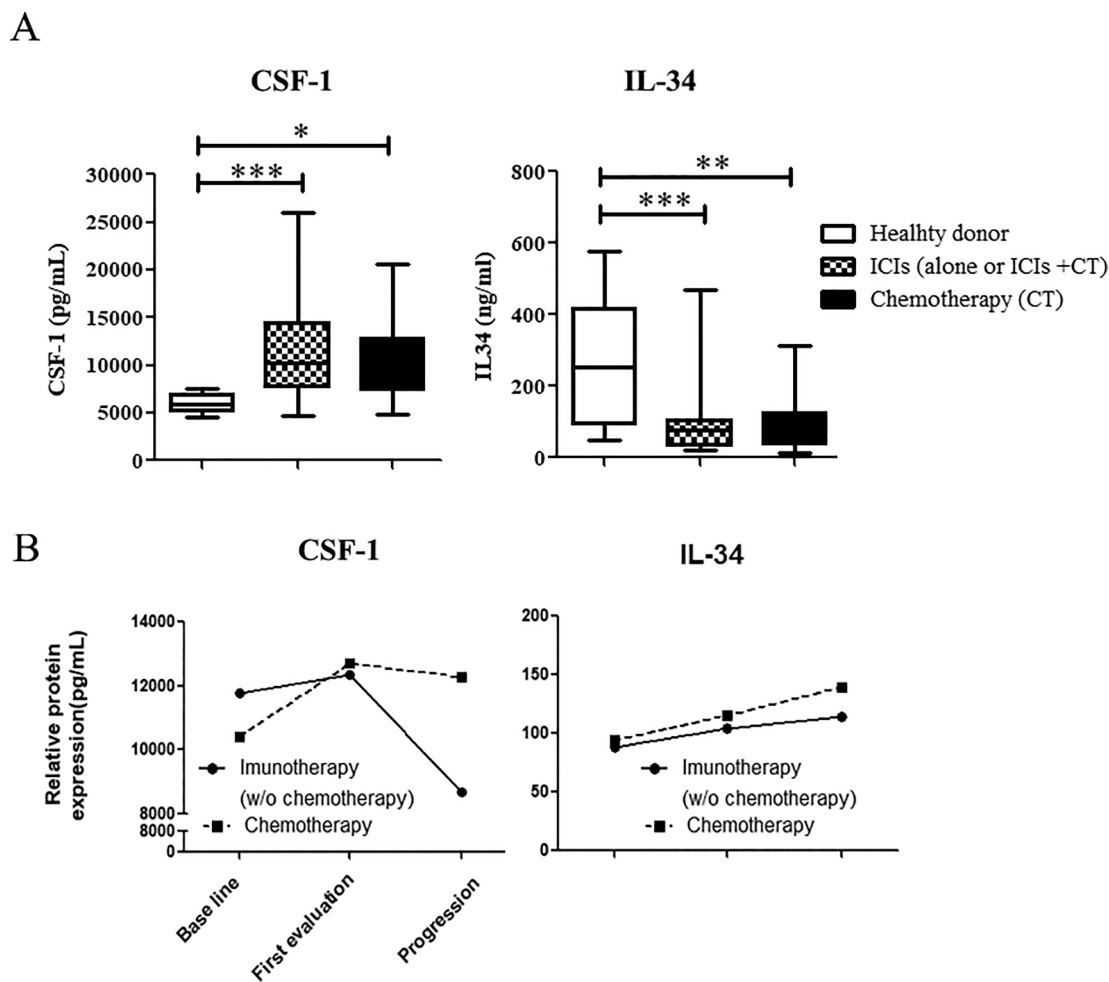 A
CSF-1
IL-34
*
***
**
***
CSF-1 (pg/mL)
30000
25000
20000
15000
10000
5000
0
IL34 (ng/ml)
800
600
400
200
0
Healhty donor
ICIs (alone or ICIs +CT)
Chemotherapy (CT)
B
CSF-1
IL-34
Relative protein
expression(pg/mL)
14000
12000
10000
8000
8000
0
Imunotherapy
(w/o chemotherapy)
Chemotherapy
Base line
First evaluation
Progression
200
150
100
50
0
Imunotherapy
(w/o chemotherapy)
Chemotherapy